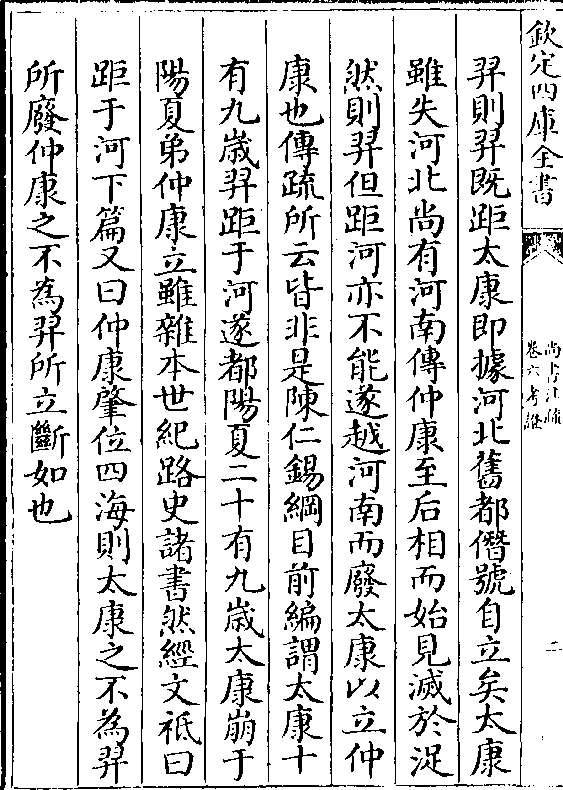 欽定四庫全書
尚書注疏
卷六考證
二
羿則羿既距太康即據河北舊都僭號自立矣太康
雖失河北尚有河南傳仲康至后相而始見滅於浞
然則羿但距河亦不能遂越河南而廢太康以立仲
康也傳疏所云皆非是陳仁錫綱目前編謂太康十
有九歲羿距于河遂都陽夏二十有九歲太康崩于
陽夏弟仲康立雖雜本世紀路史諸書然經文祇曰
距于河下篇又曰仲康肇位四海則太康之不為羿
所廢仲康之不為羿所立斷如也